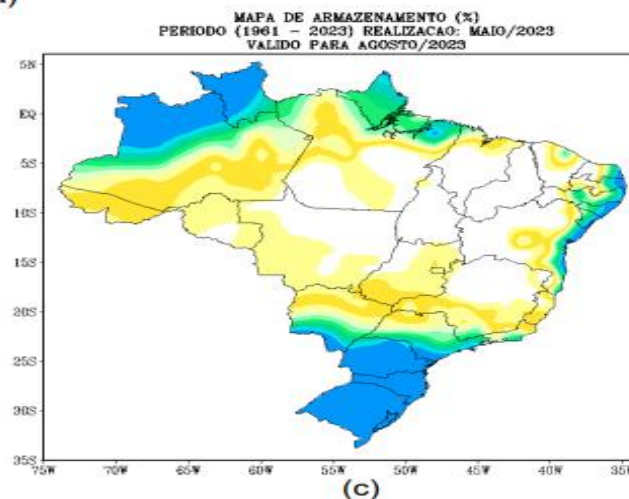 MAPA DE ARMAZENAMENTO (%)
PERIODO (1961 – 2023) REALIZACAO: MAIO/2023
VALIDO PARA AGOSTO/2023
5N
EQ
5S
10S
15S
20S
25S
30S
35S
75W 70W 65W 60W 55W 50W 45W 40W 35W
(c)